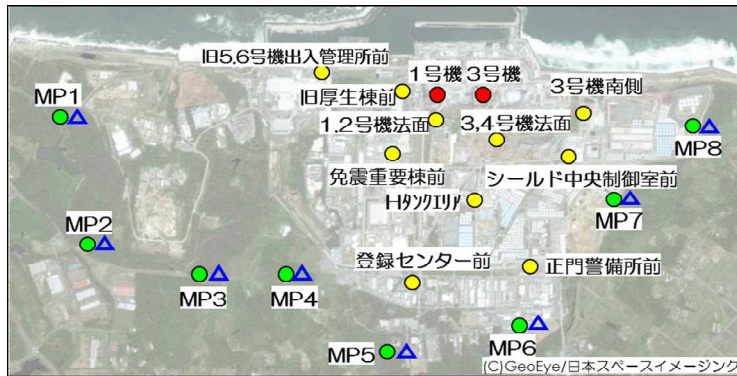 旧5,6号機出入管理所前
1号機
3号機
MP1
旧厚生棟前
3号機南側
1,2号機法面
3,4号機法面
MP8
免震重要棟前
シールド中央制御室前
Hﾀﾝｸｴﾘｱ
MP7
MP2
登録センター前
正門警備所前
MP3
MP4
MP5
MP6
(C)GeoEye/日本スペースイメージング